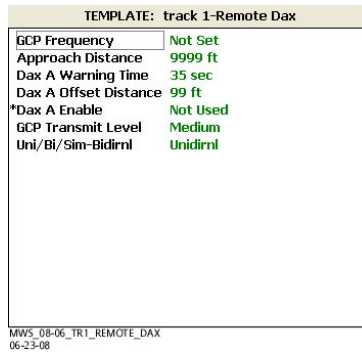 TEMPLATE: track 1-Remote Dax
GCP Frequency Not Set
Approach Distance 9999 ft
Dax A Warning Time 35 sec
Dax A Offset Distance 99 ft
*Dax A Enable Not Used
GCP Transmit Level Medium
Uni/Bi/Sim-Bidirnl Unidirnl
MWS_08-06_TR1_REMOTE_DAX
06-23-08